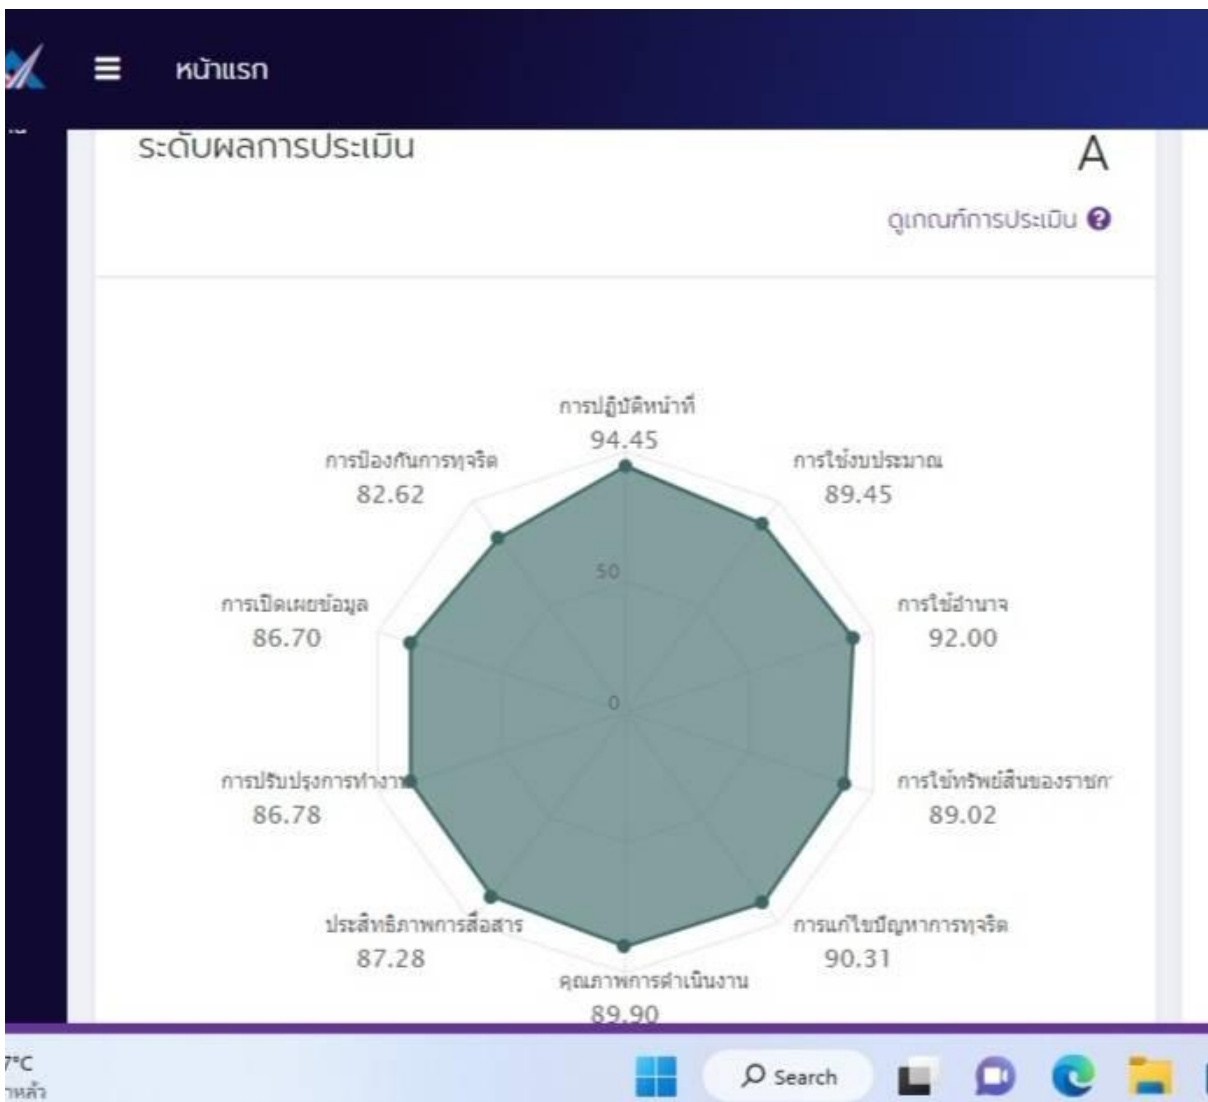 หน้าแรก
ระดับผลการประเมิน
A
ดูเกณฑ์การประเมิน
การปฏิบัติหน้าที่
94.45
การใช้งบประมาณ
89.45
การใช้อำนาจ
92.00
การใช้ทรัพย์สินของราชก
89.02
การแก้ไขปัญหาการทุจริต
90.31
คุณภาพการดำเนินงาน
89.90
ประสิทธิภาพการสื่อสาร
87.28
การปรับปรุงการทำงาน
86.78
การเปิดเผยข้อมูล
86.70
การป้องกันการทุจริต
82.62
50
0
7°C
Search